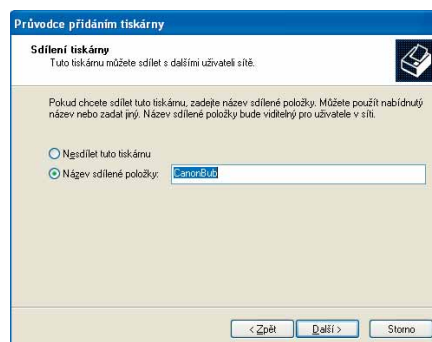 Průvodce přidáním tiskárny
Sdílení tiskárny
Tuto tiskárnu můžete sdílet s dalšími uživateli sítě.
Pokud chcete sdílet tuto tiskárnu, zadejte název sdílené položky. Můžete použít nabídnutý
název nebo zadat jiný. Název sdílené položky bude viditelný pro uživatele v síti.
Nesdílet tuto tiskárnu
Název sdílené položky: CanonBub
< Zpět Další > Storno